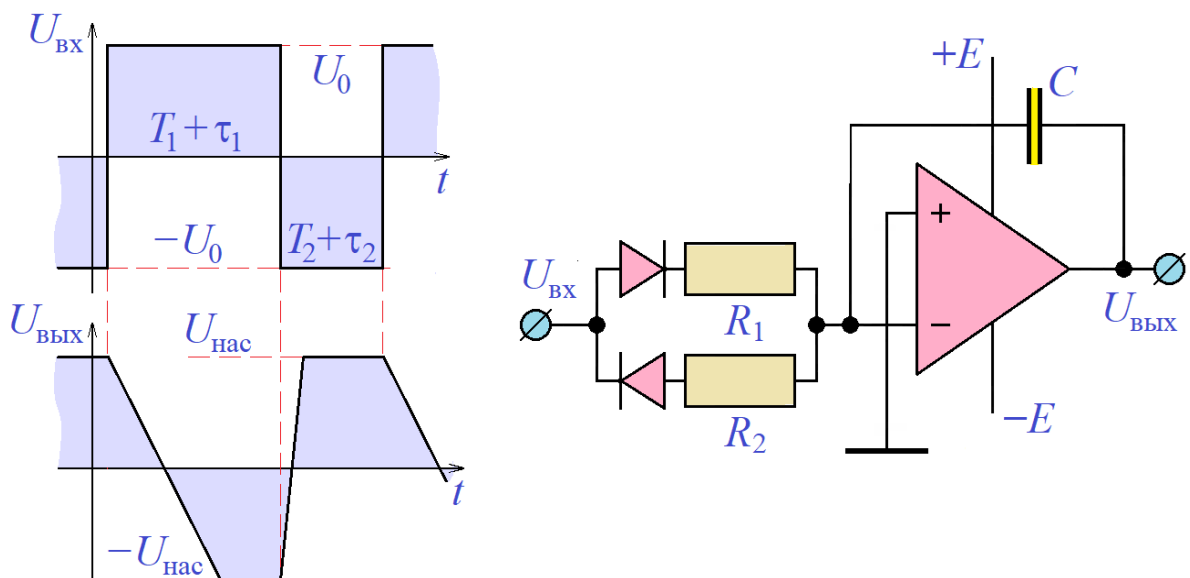 Uвх
U0
T1 + τ1
t
−U0
T2 + τ2
Uвых
Uнас
t
−Uнас
+E
C
+
Uвх
R1
−
Uвых
R2
−E